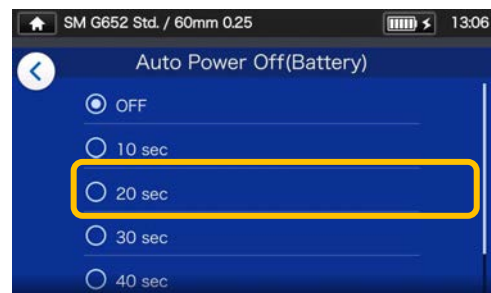 SM G652 Std. / 60mm 0.25 13:06
Auto Power Off(Battery)
OFF
10 sec
20 sec
30 sec
40 sec